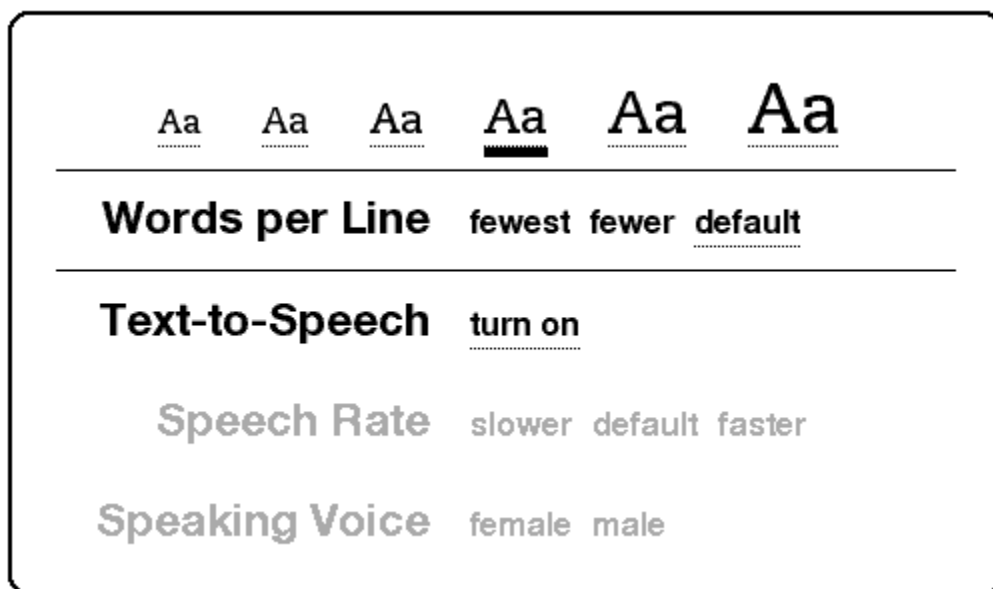 Aa Aa Aa Aa Aa Aa
Words per Line fewest fewer default
Text-to-Speech turn on
Speech Rate slower default faster
Speaking Voice female male